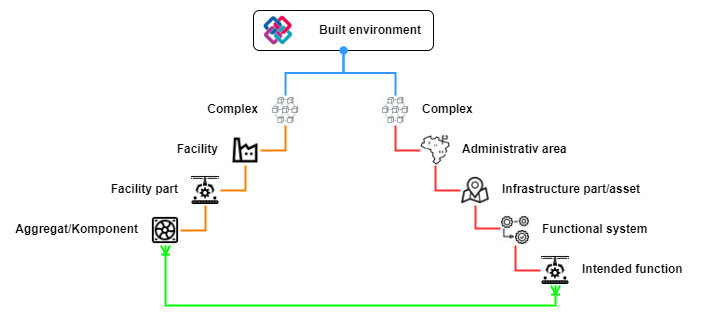 Built environment
Complex
Complex
Facility
Administrativ area
Facility part
Infrastructure part/asset
Aggregat/Komponent
Functional system
Intended function